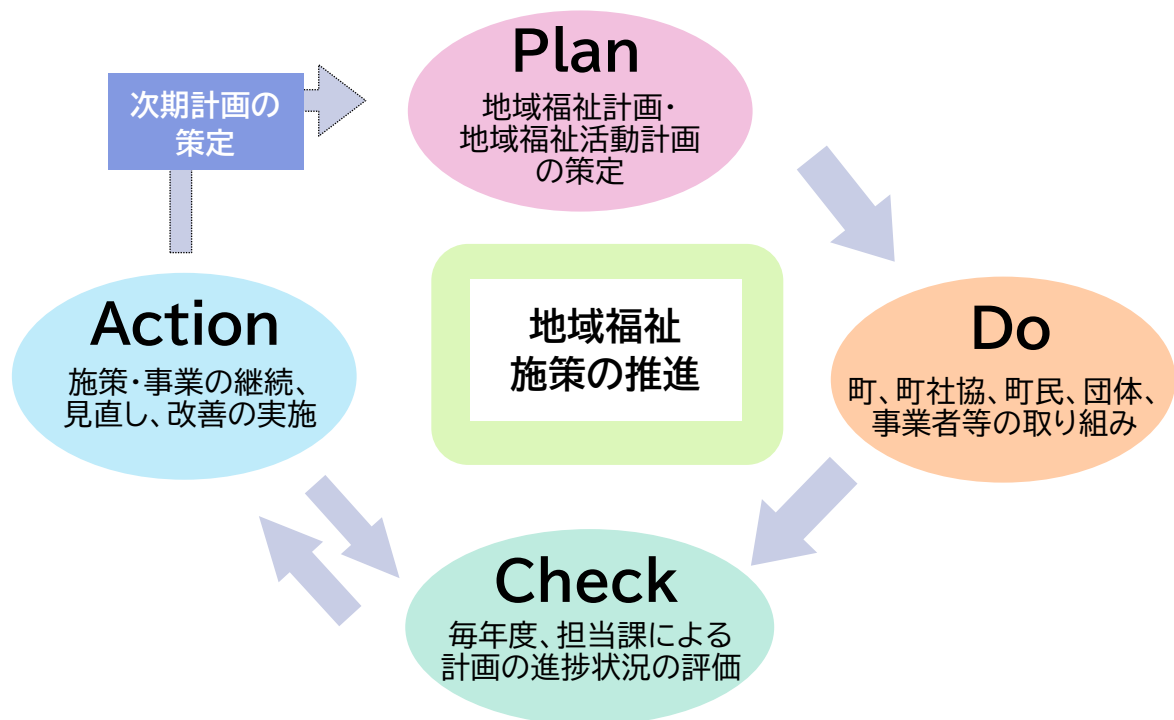 Plan
地域福祉計画・
地域福祉活動計画
の策定
次期計画の
策定
Action
施策・事業の継続、
見直し、改善の実施
地域福祉
施策の推進
Do
町、町社協、町民、団体、
事業者等の取り組み
Check
毎年度、担当課による
計画の進捗状況の評価